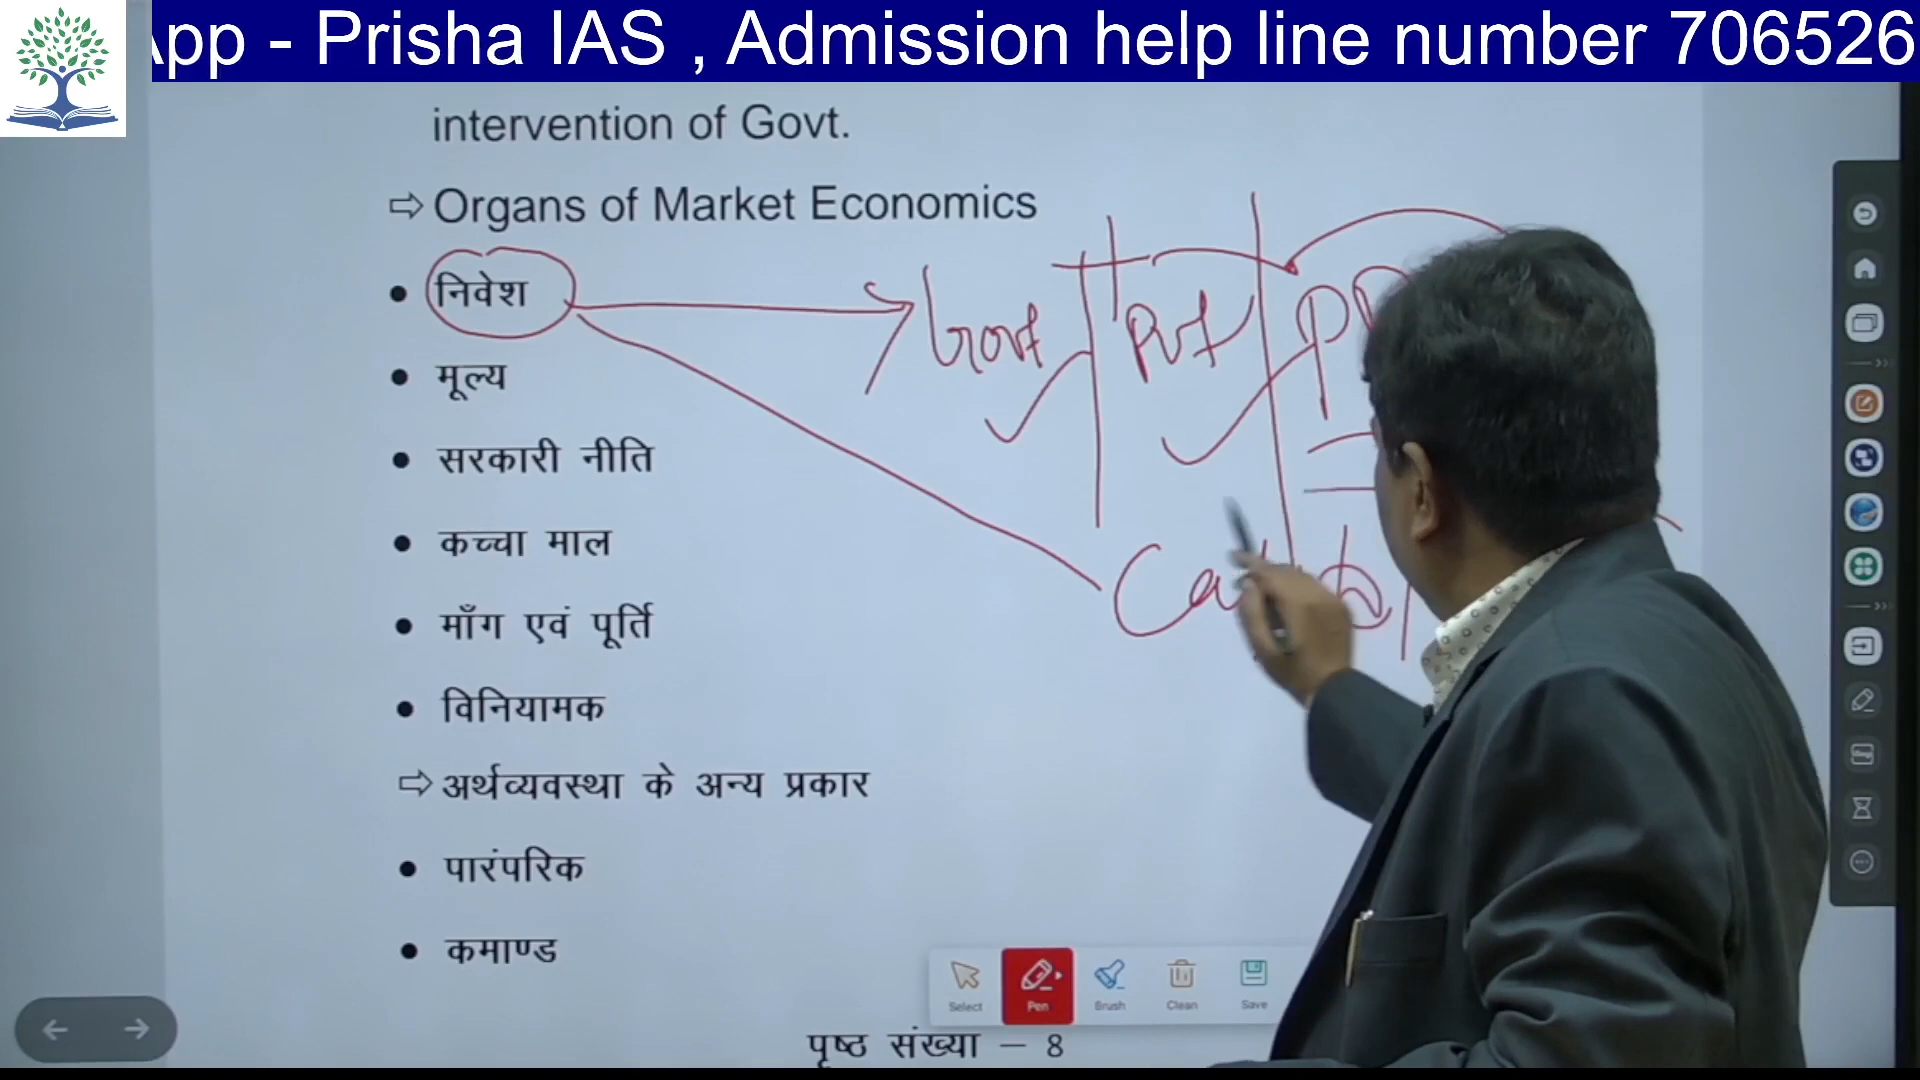 App - Prisha IAS , Admission help line number 706526
intervention of Govt.
⇨ Organs of Market Economics
• निवेश
Govt
Pvt
• मूल्य
• सरकारी नीति
• कच्चा माल
• माँग एवं पूर्ति
• विनियामक
⇨ अर्थव्यवस्था के अन्य प्रकार
• पारंपरिक
• कमाण्ड
Select Pen Brush Clean Save
पृष्ठ संख्या – 8